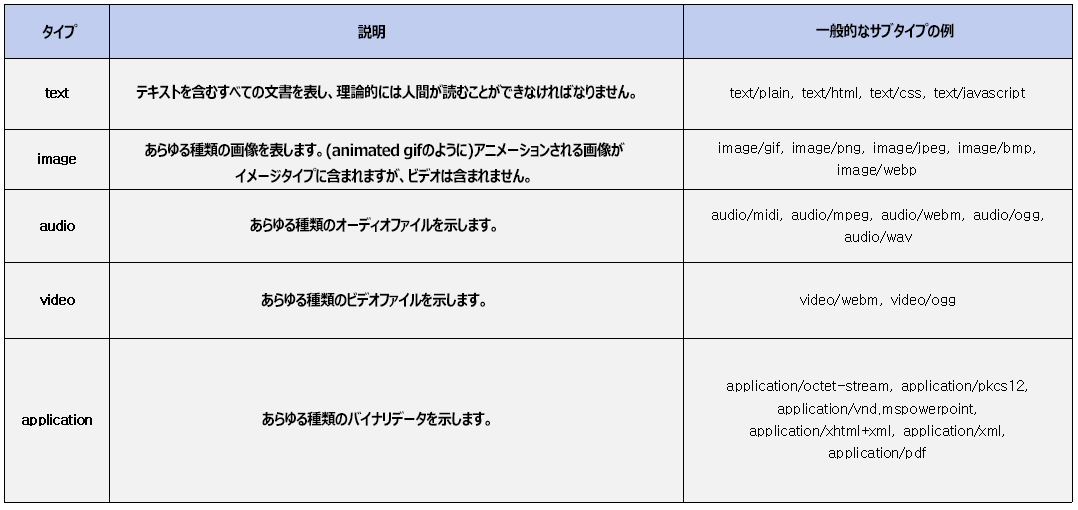 タイプ 説明 一般的なサブタイプの例
text テキストを含むすべての文書を表し、理論的には人間が読むことができなければなりません。 text/plain, text/html, text/css, text/javascript
image あらゆる種類の画像を表します。(animated gifのように)アニメーションされる画像が
イメージタイプに含まれますが、ビデオは含まれません。
image/gif, image/png, image/jpeg, image/bmp,
image/webp
audio あらゆる種類のオーディオファイルを示します。
audio/midi, audio/mpeg, audio/webm, audio/ogg,
audio/wav
video あらゆる種類のビデオファイルを示します。 video/webm, video/ogg
application あらゆる種類のバイナリデータを示します。
application/octet-stream, application/pkcs12,
application/vnd.mspowerpoint,
application/xhtml+xml, application/xml,
application/pdf